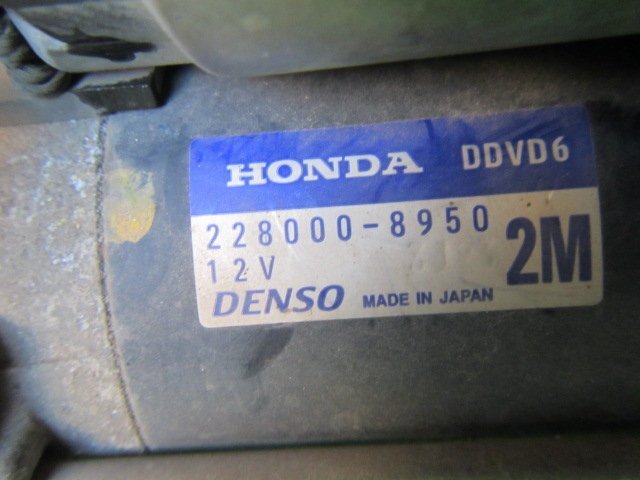 HONDA DDVD6
228000-8950
12V 2M
DENSO MADE IN JAPAN